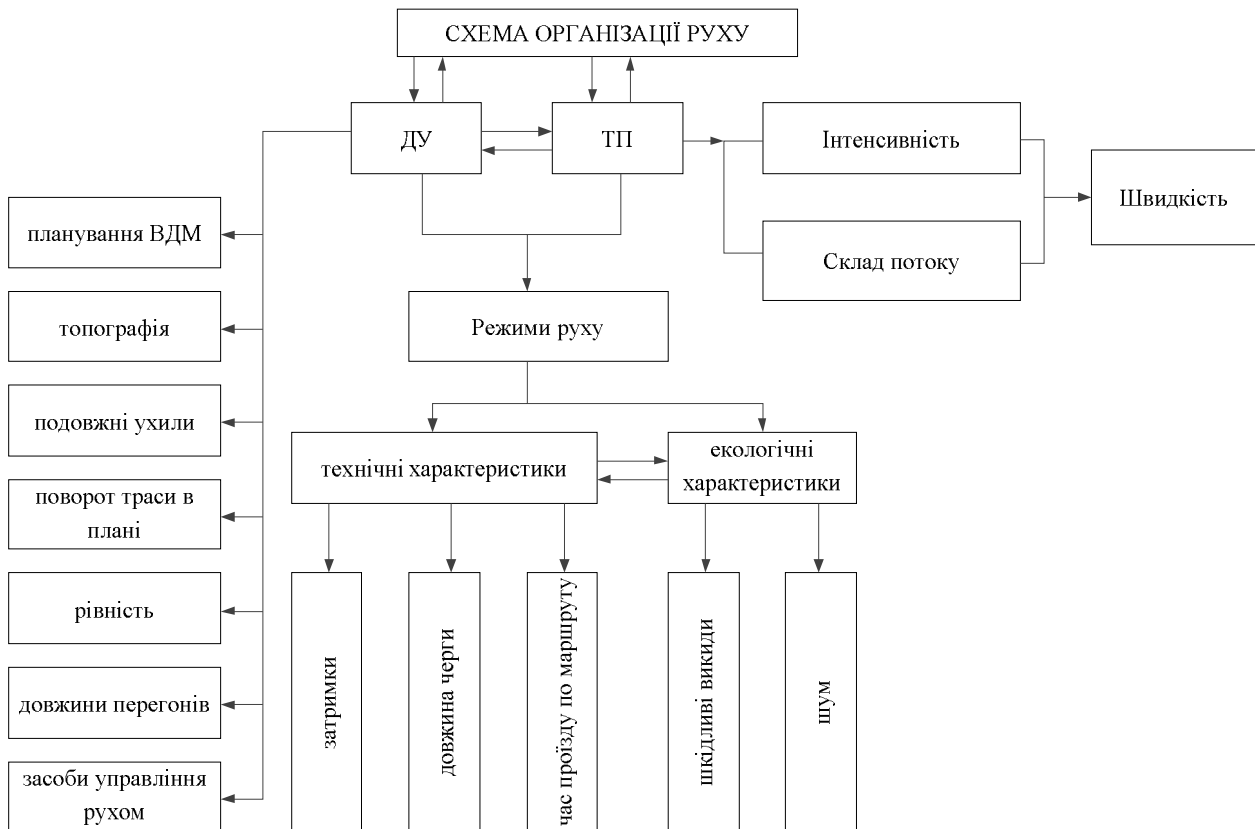 СХЕМА ОРГАНІЗАЦІЇ РУХУ
ДУ
ТП
Інтенсивність
Склад потоку
Швидкість
планування ВДМ
топографія
подовжні ухили
поворот траси в
плані
рівність
довжини перегонів
засоби управління
рухом
Режими руху
технічні характеристики
екологічні
характеристики
затримки
довжина черги
час проїзду по маршруту
шкідливі викиди
шум